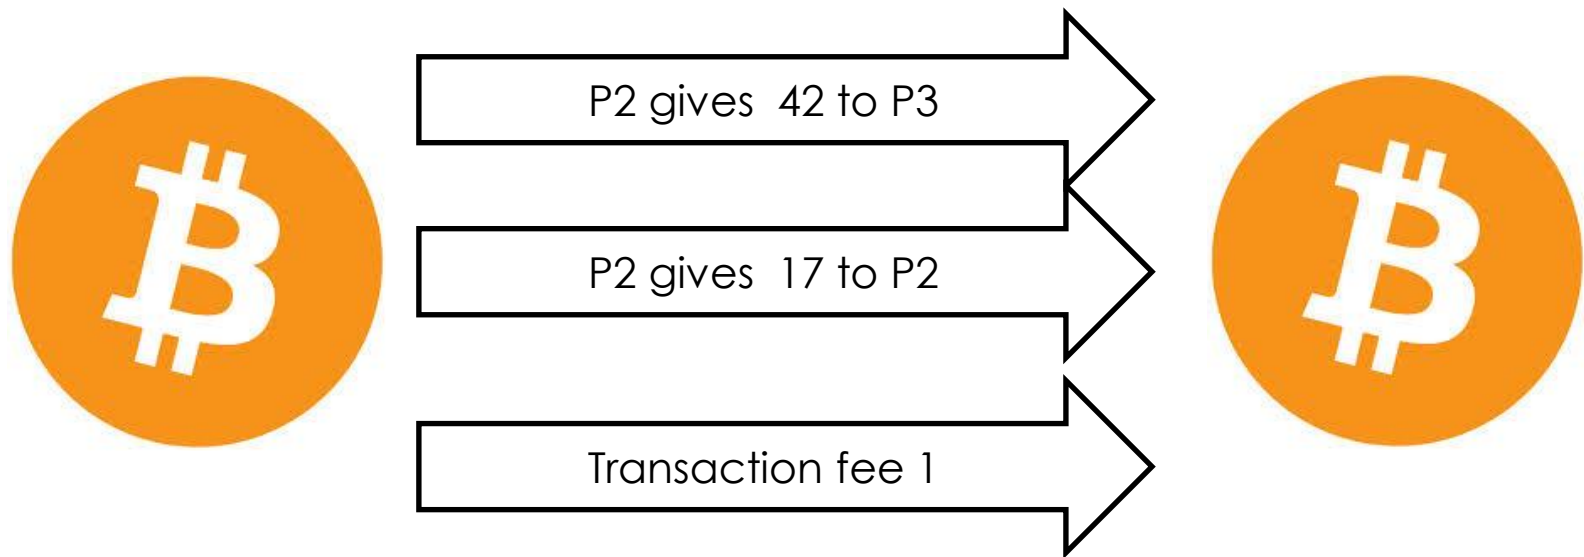 P2 gives  42 to P3
P2 gives  17 to P2
Transaction fee 1